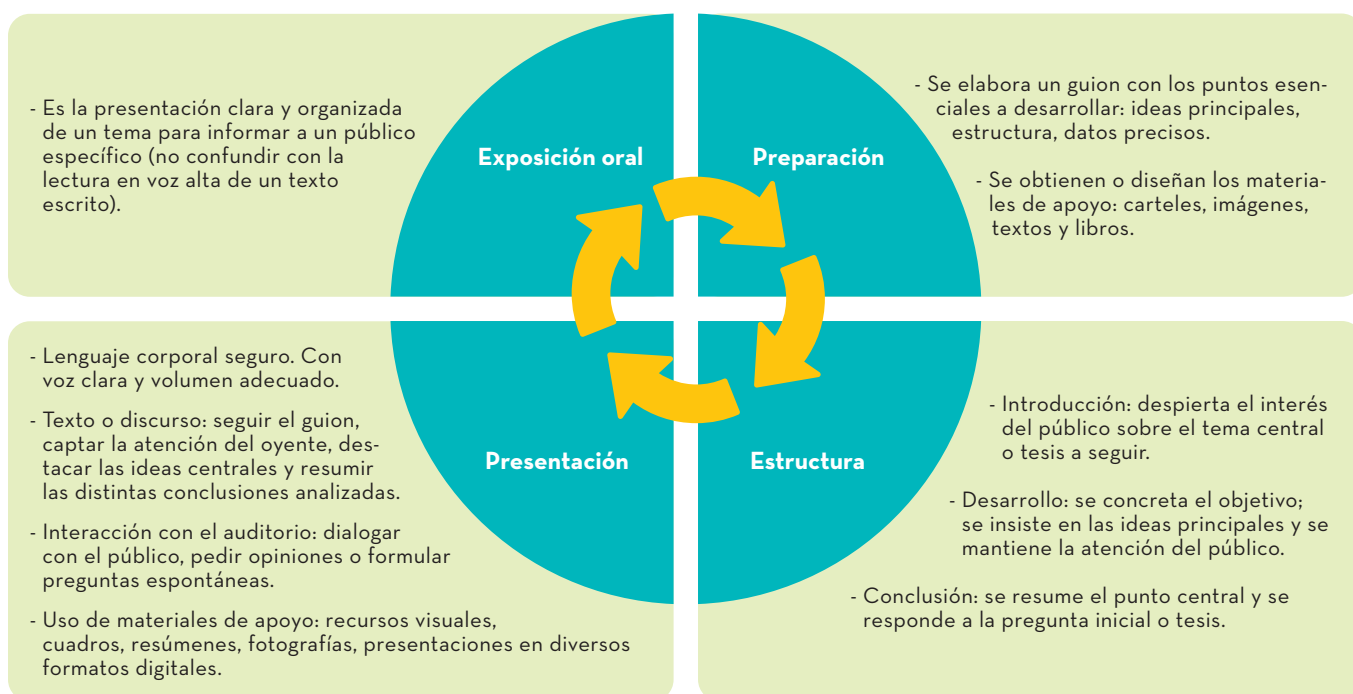 Exposición oral
- Es la presentación clara y organizada
de un tema para informar a un público
específico (no confundir con la
lectura en voz alta de un texto
escrito).
Preparación
- Se elabora un guion con los puntos esen-
ciales a desarrollar: ideas principales,
estructura, datos precisos.
- Se obtienen o diseñan los materia-
les de apoyo: carteles, imágenes,
textos y libros.
Estructura
- Introducción: despierta el interés
del público sobre el tema central
o tesis a seguir.
- Desarrollo: se concreta el objetivo;
se insiste en las ideas principales y se
mantiene la atención del público.
- Conclusión: se resume el punto central y se
responde a la pregunta inicial o tesis.
Presentación
- Lenguaje corporal seguro. Con
voz clara y volumen adecuado.
- Texto o discurso: seguir el guion,
captar la atención del oyente, des-
tacar las ideas centrales y resumir
las distintas conclusiones analizadas.
- Interacción con el auditorio: dialogar
con el público, pedir opiniones o formular
preguntas espontáneas.
- Uso de materiales de apoyo: recursos visuales,
cuadros, resúmenes, fotografías, presentaciones en diversos
formatos digitales.